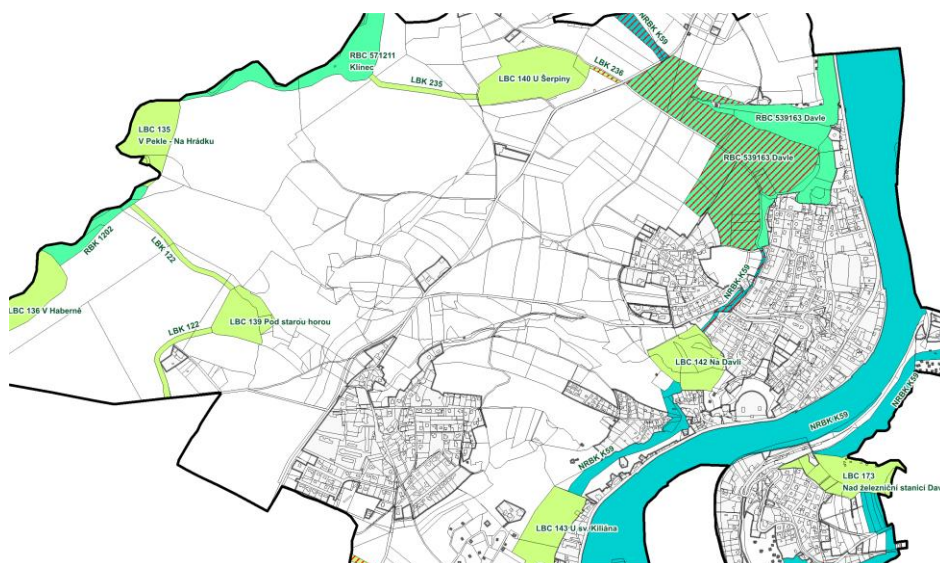 NRBK K59
RBC 571211
Klínec
LBK 235
LBC 140 U Šerpiny
LBK 236
RBC 539163 Davle
RBC 539163 Davle
LBC 135
V Pekle - Na Hrádku
RBK 1202
LBK 122
LBC 136 V Haberně
LBC 139 Pod starou horou
LBK 122
NRBK K59
LBC 142 Na Davli
NRBK K59
NRBK K59
NRBK K59
LBC 173
Nad železniční stanicí Dav
LBC 143 U sv. Kiliána